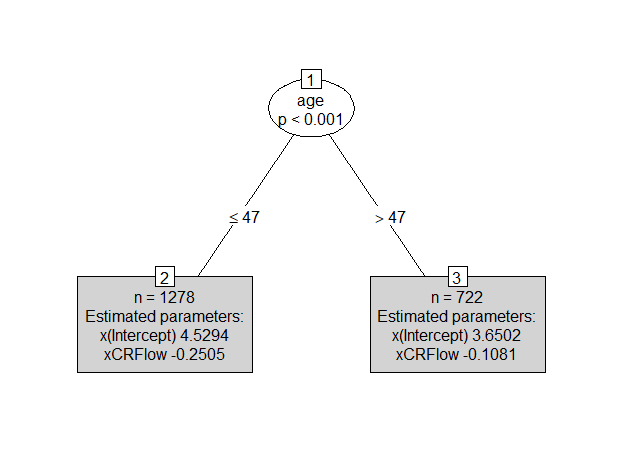 1
age
p < 0.001
≤ 47
> 47
2
n = 1278
Estimated parameters:
x(Intercept) 4.5294
xCRFlow -0.2505
3
n = 722
Estimated parameters:
x(Intercept) 3.6502
xCRFlow -0.1081